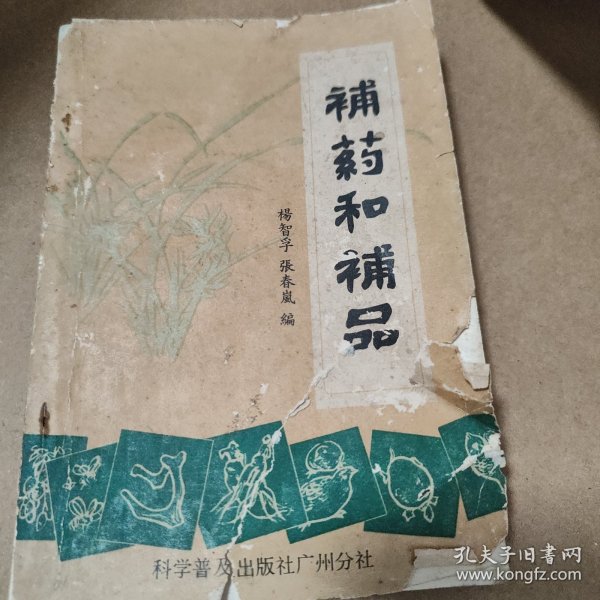 補葯和補品
楊智孚 張春嵐 編
科学普及出版社广州分社
孔夫子旧书网
www.kongfz.com